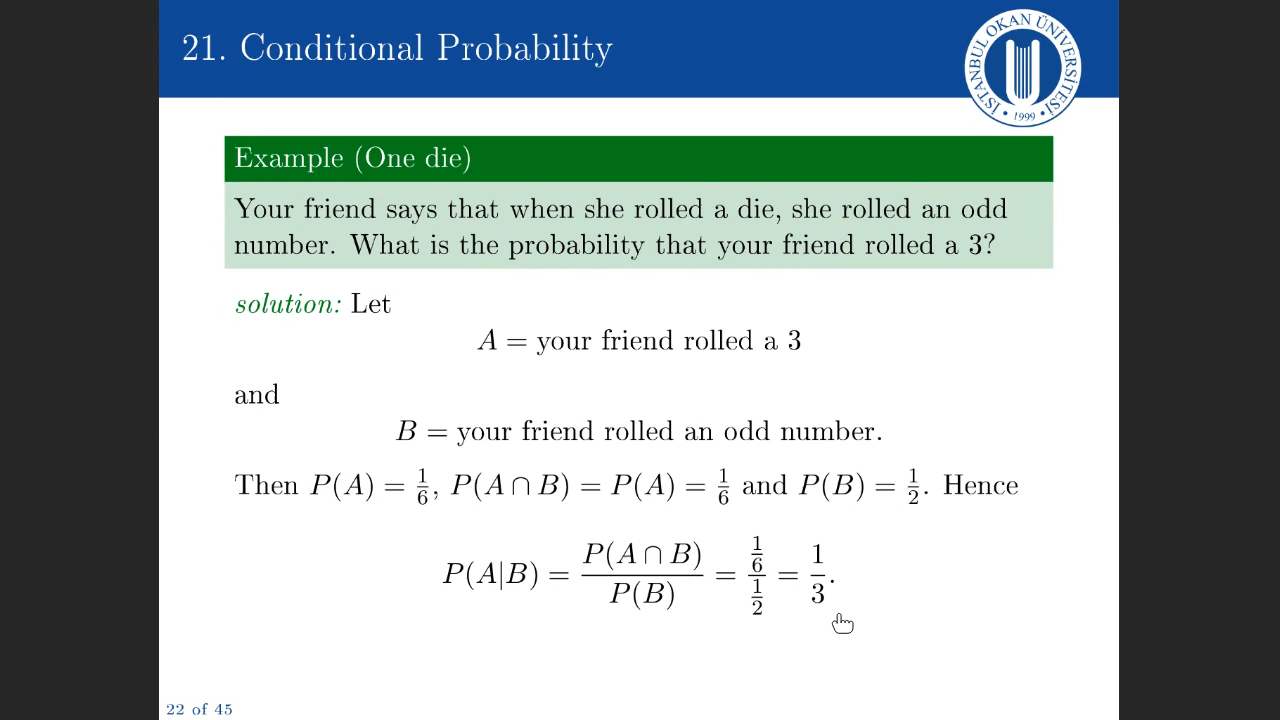 21. Conditional Probability
İSTANBUL OKAN ÜNİVERSİTESİ
• 1999 •
Example (One die)
Your friend says that when she rolled a die, she rolled an odd
number. What is the probability that your friend rolled a 3?
solution: Let
A = your friend rolled a 3
and
B = your friend rolled an odd number.
Then P(A) = 1/6, P(A ∩ B) = P(A) = 1/6 and P(B) = 1/2. Hence
P(A|B) = P(A ∩ B)/P(B) = (1/6)/(1/2) = 1/3.
22 of 45